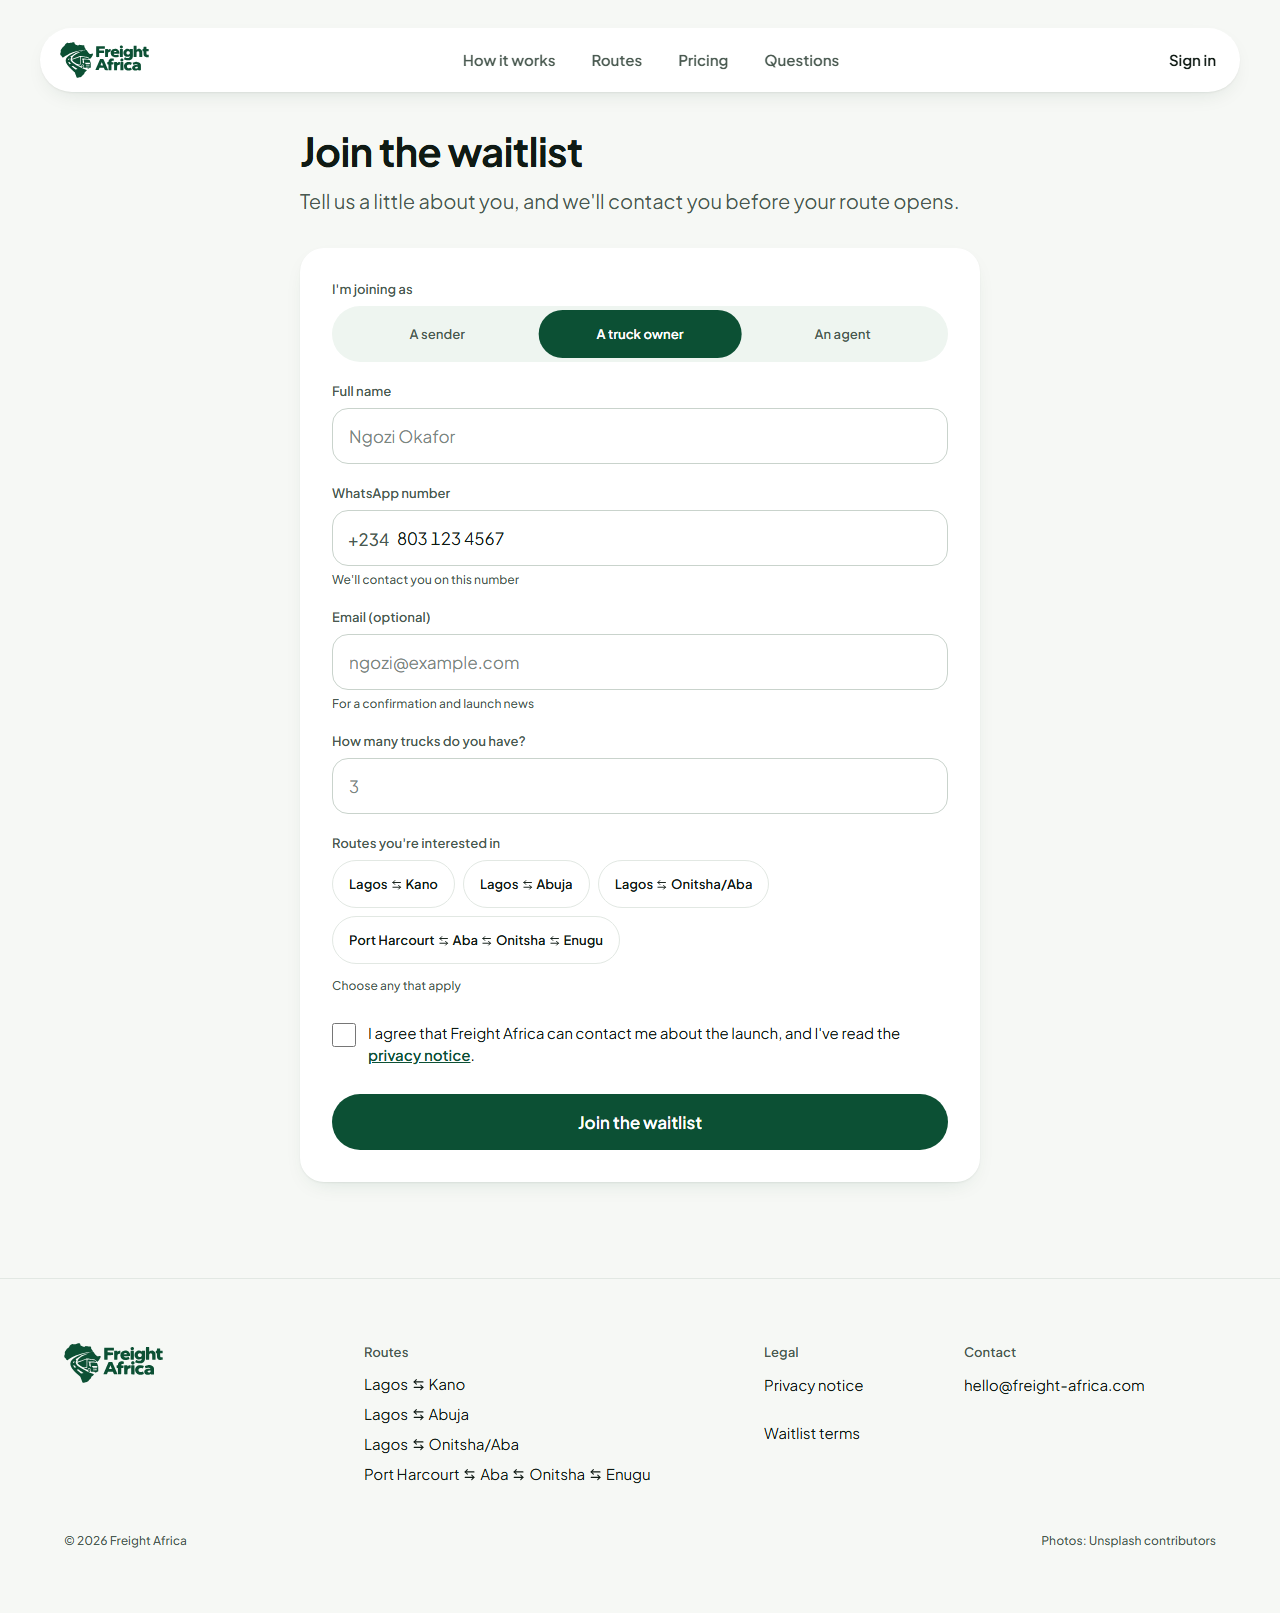 Freight
Africa
How it works
Routes
Pricing
Questions
Sign in
Join the waitlist
Tell us a little about you, and we'll contact you before your route opens.
I'm joining as
A sender
A truck owner
An agent
Full name
Ngozi Okafor
WhatsApp number
+234 803 123 4567
We'll contact you on this number
Email (optional)
ngozi@example.com
For a confirmation and launch news
How many trucks do you have?
3
Routes you're interested in
Lagos ⇆ Kano
Lagos ⇆ Abuja
Lagos ⇆ Onitsha/Aba
Port Harcourt ⇆ Aba ⇆ Onitsha ⇆ Enugu
Choose any that apply
I agree that Freight Africa can contact me about the launch, and I've read the
privacy notice.
Join the waitlist
Freight
Africa
Routes
Lagos ⇆ Kano
Lagos ⇆ Abuja
Lagos ⇆ Onitsha/Aba
Port Harcourt ⇆ Aba ⇆ Onitsha ⇆ Enugu
Legal
Privacy notice
Waitlist terms
Contact
hello@freight-africa.com
© 2026 Freight Africa
Photos: Unsplash contributors